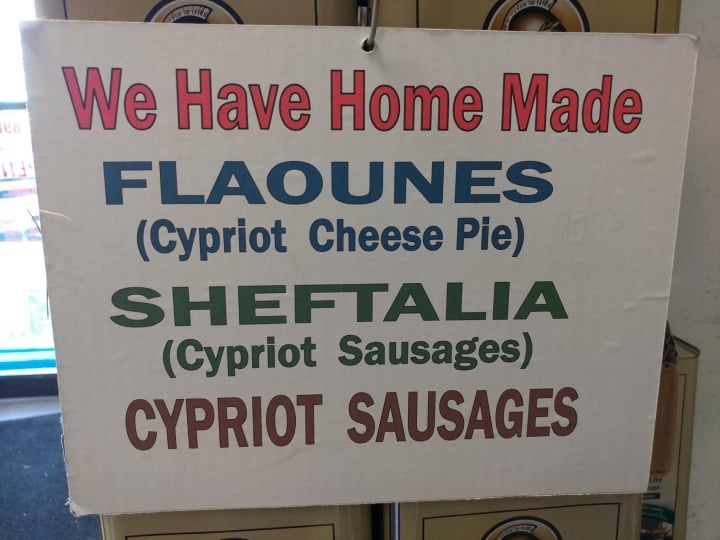 We Have Home Made
FLAOUNES
(Cypriot Cheese Pie)
SHEFTALIA
(Cypriot Sausages)
CYPRIOT SAUSAGES